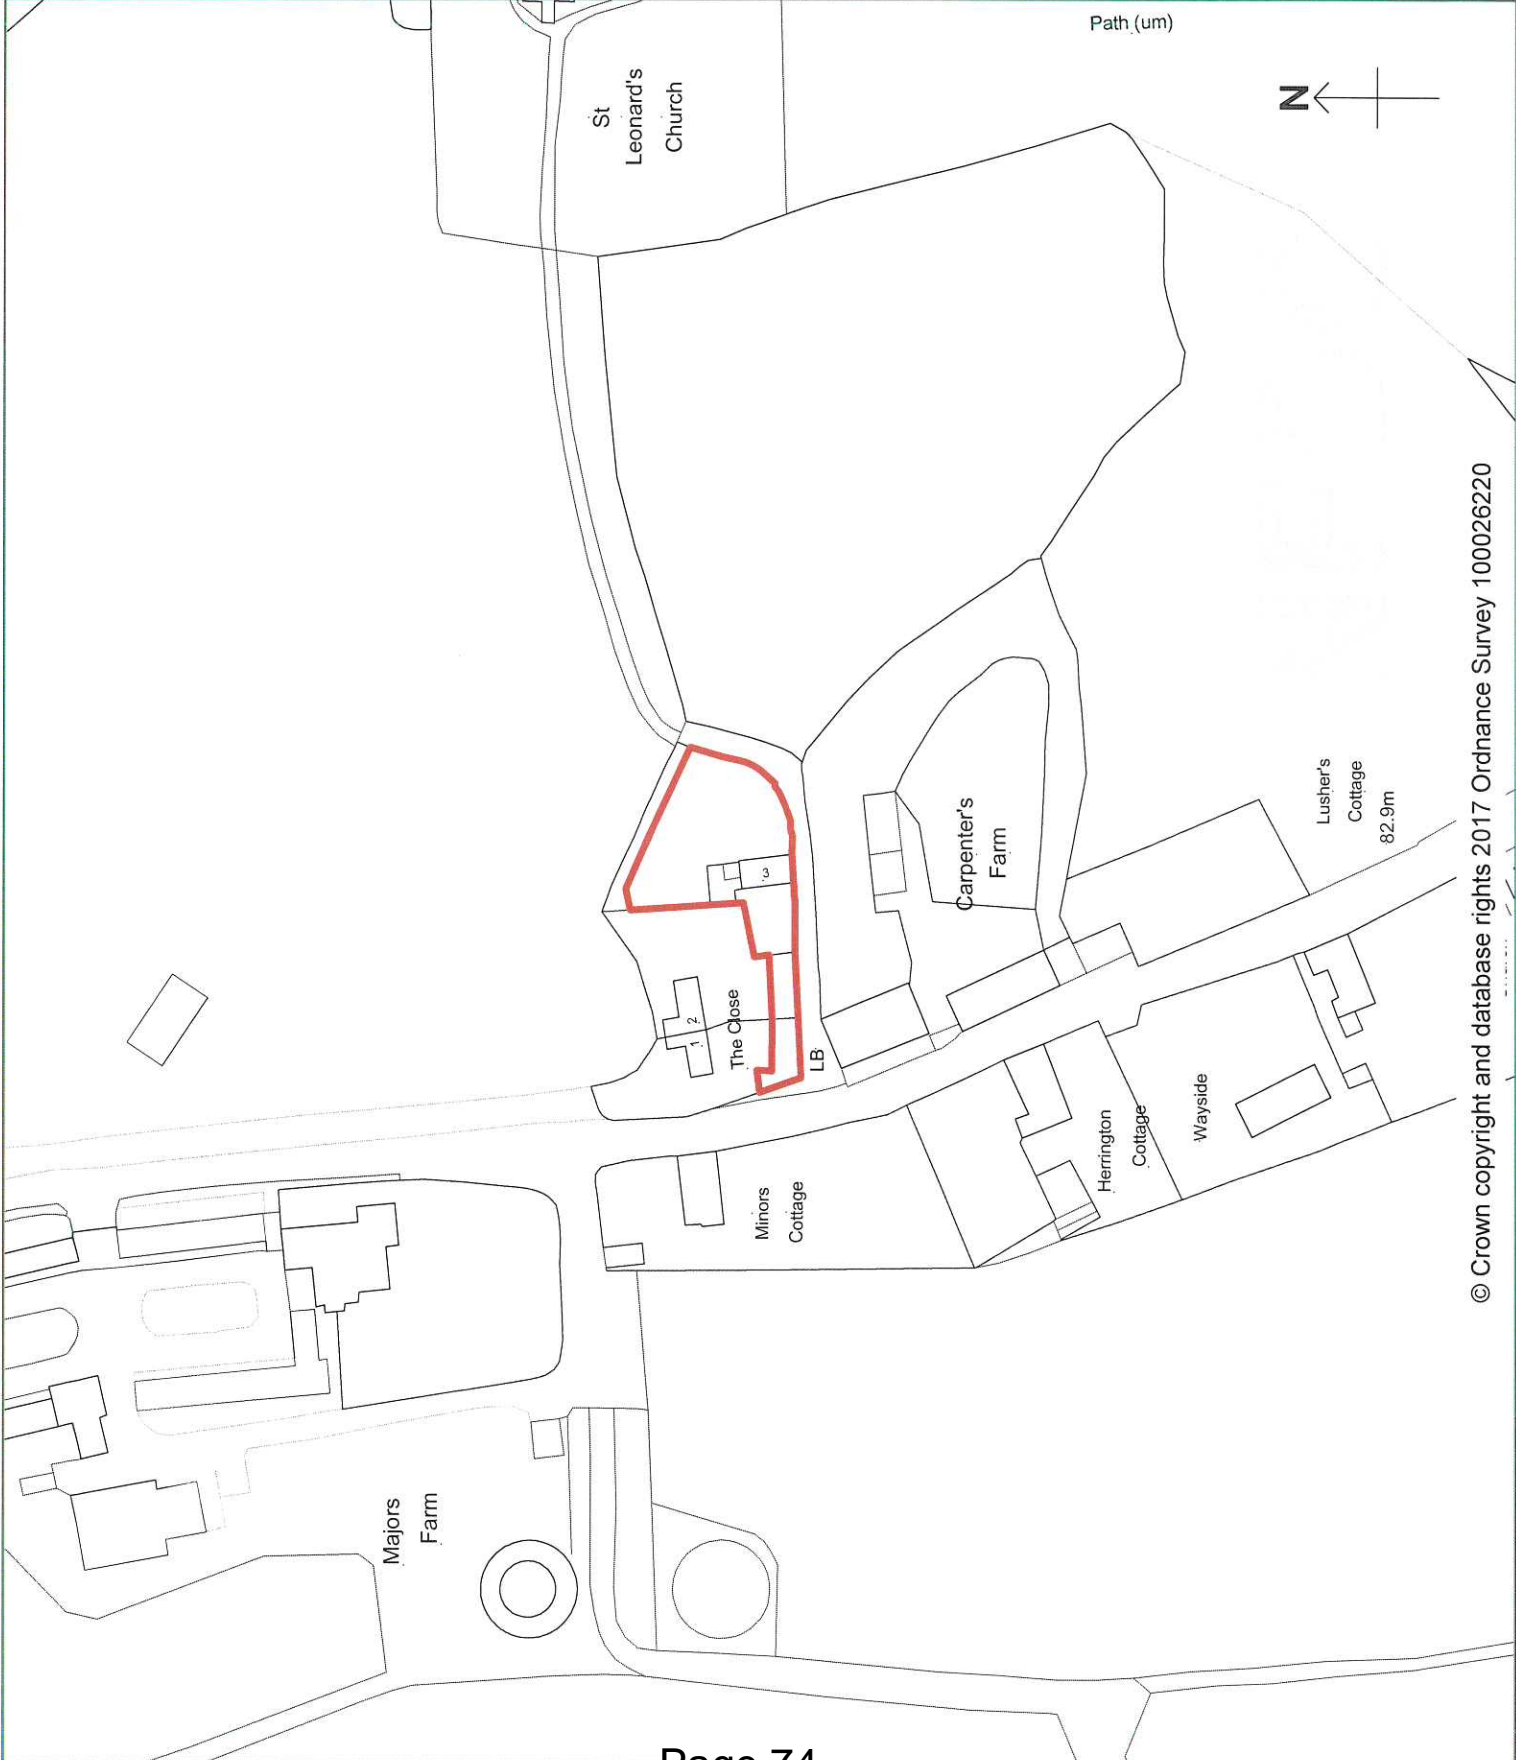 Path (um)
N
St
Leonard's
Church
3
2
1
The Close
LB
Carpenter's
Farm
Lusher's
Cottage
82.9m
Minors
Cottage
Herrington
Cottage
Wayside
Majors
Farm
© Crown copyright and database rights 2017 Ordnance Survey 100026220
Page 74